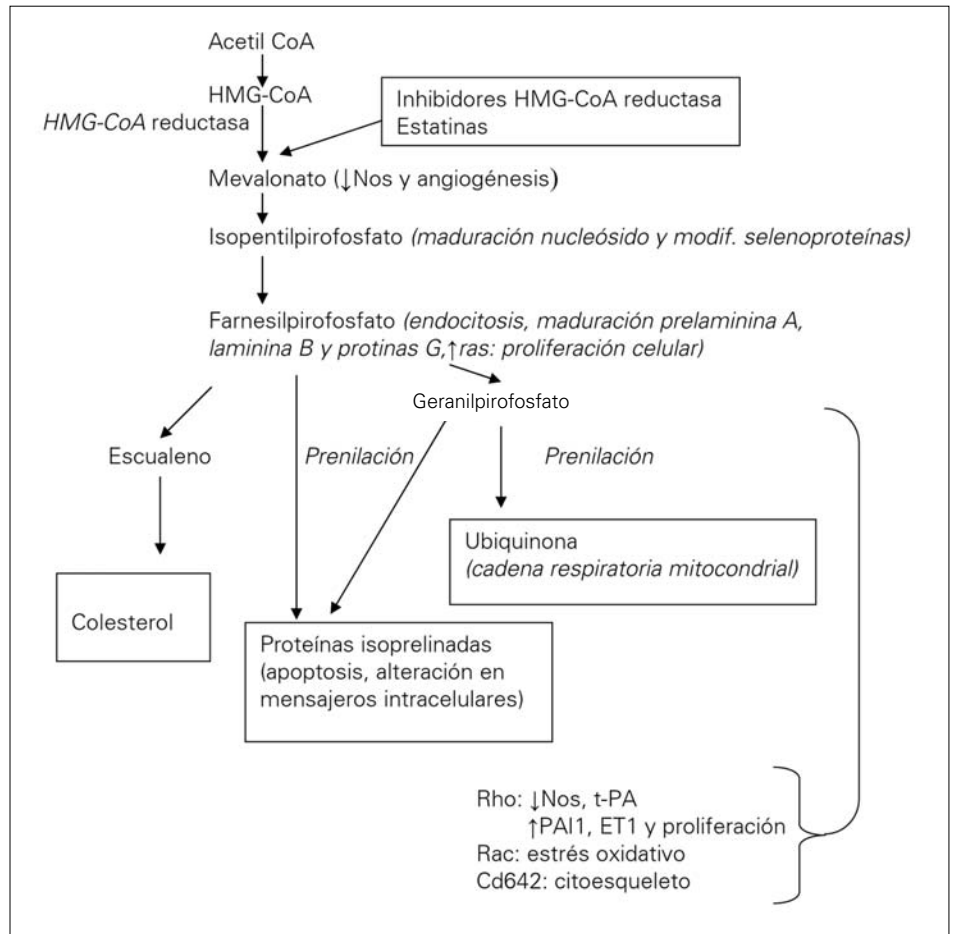 Acetil CoA
HMG-CoA
HMG-CoA reductasa
Inhibidores HMG-CoA reductasa
Estatinas
Mevalonato (↓Nos y angiogénesis)
Isopentilpirofosfato (maduración nucleósido y modif. selenoproteínas)
Farnesilpirofosfato (endocitosis, maduración prelaminina A,
laminina B y protinas G,↑ras: proliferación celular)
Geranilpirofosfato
Escualeno
Prenilación
Prenilación
Ubiquinona
(cadena respiratoria mitocondrial)
Colesterol
Proteínas isoprelinadas
(apoptosis, alteración en
mensajeros intracelulares)
Rho: ↓Nos, t-PA
↑PAI1, ET1 y proliferación
Rac: estrés oxidativo
Cd642: citoesqueleto